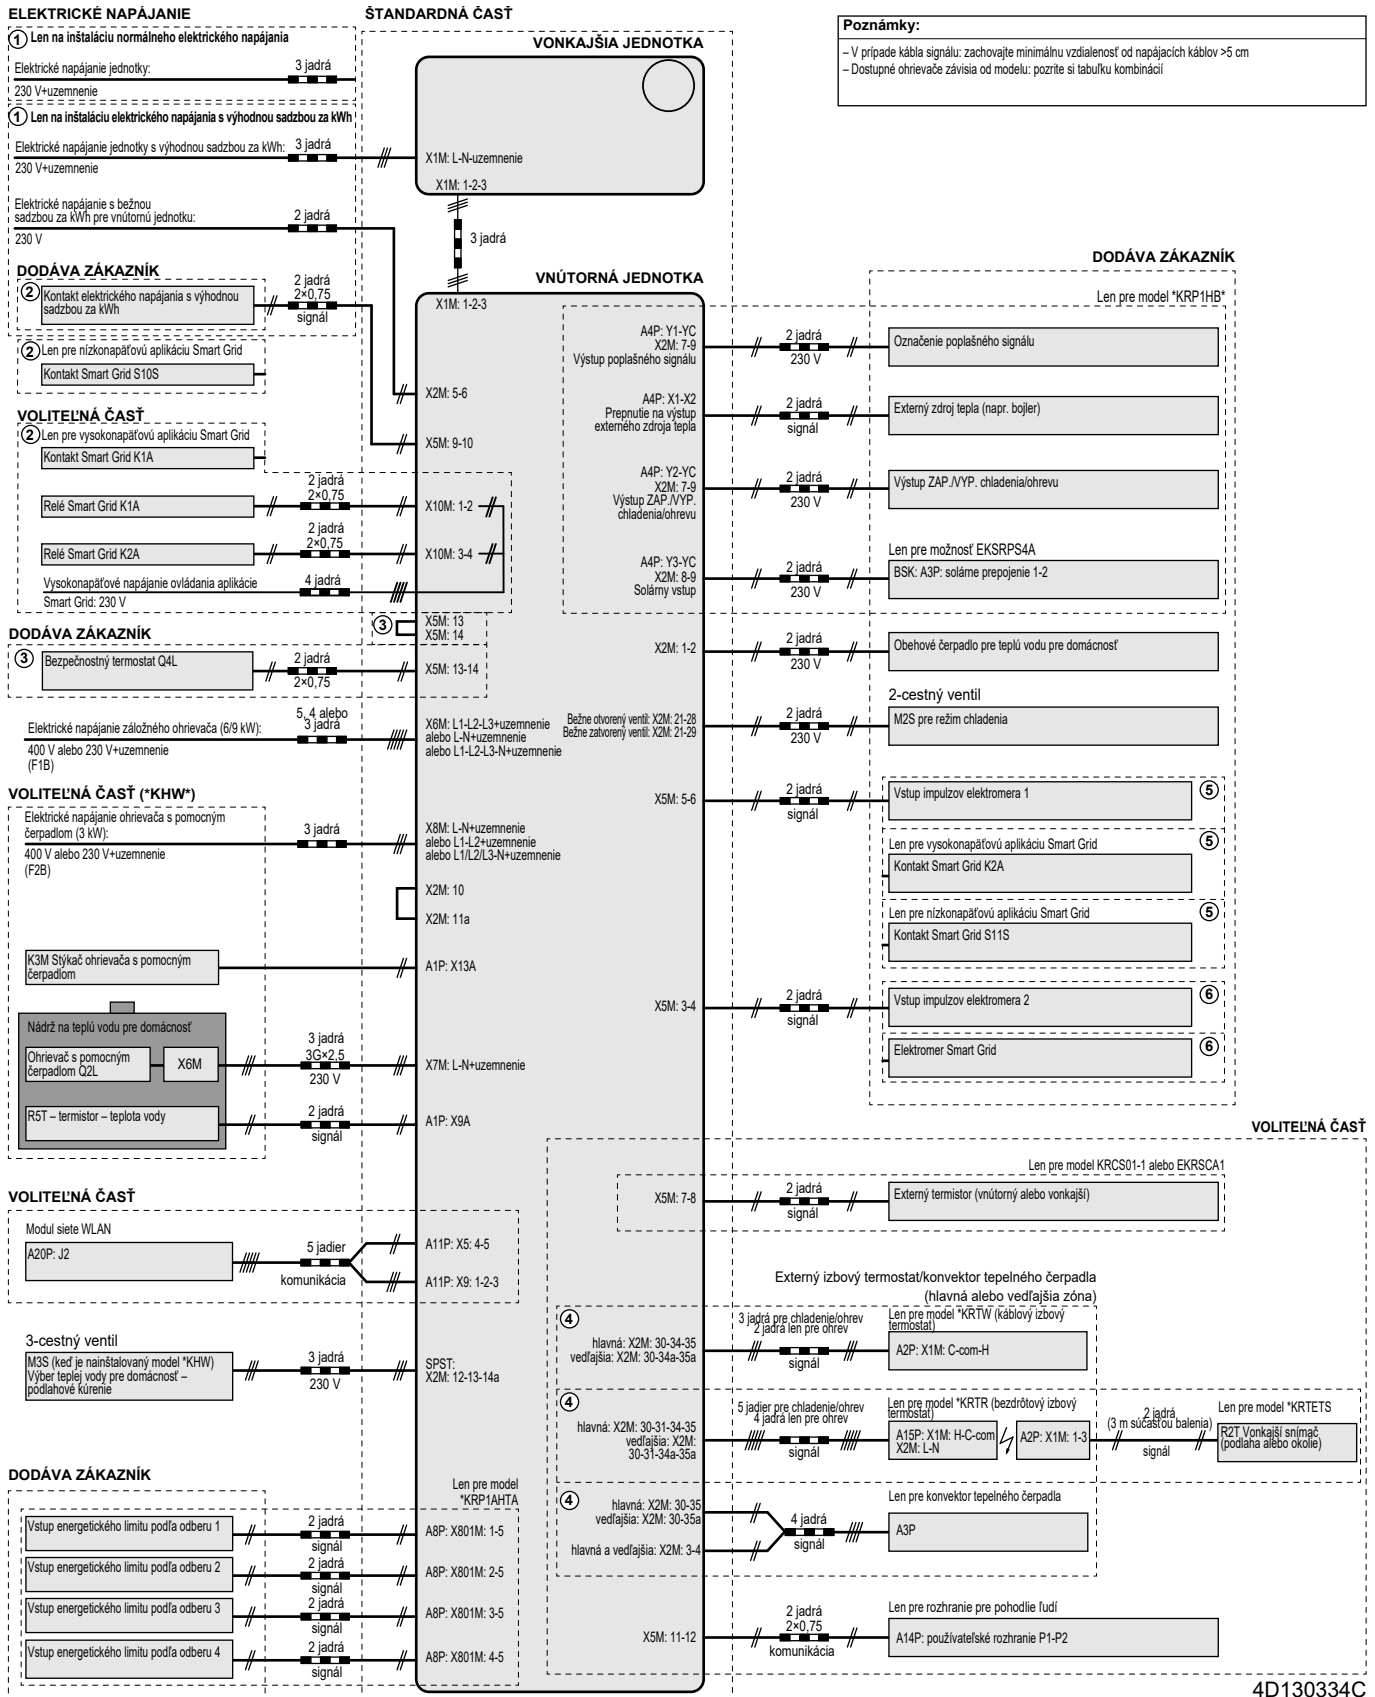 ELEKTRICKÉ NAPÁJANIE
① Len na inštaláciu normálneho elektrického napájania
Elektrické napájanie jednotky:
3 jadrá
230 V+uzemnenie
① Len na inštaláciu elektrického napájania s výhodnou sadzbou za kWh
Elektrické napájanie jednotky s výhodnou sadzbou za kWh:
3 jadrá
230 V+uzemnenie
Elektrické napájanie s bežnou
sadzbou za kWh pre vnútornú jednotku:
2 jadrá
230 V
DODÁVA ZÁKAZNÍK
② Kontakt elektrického napájania s výhodnou
sadzbou za kWh
2 jadrá
2×0,75
signál
② Len pre nízkonapäťovú aplikáciu Smart Grid
Kontakt Smart Grid S10S
VOLITEĽNÁ ČASŤ
② Len pre vysokonapäťovú aplikáciu Smart Grid
Kontakt Smart Grid K1A
Relé Smart Grid K1A
2 jadrá
2×0,75
Relé Smart Grid K2A
2 jadrá
2×0,75
Vysokonapäťové napájanie ovládania aplikácie
Smart Grid: 230 V
4 jadrá
DODÁVA ZÁKAZNÍK
③ Bezpečnostný termostat Q4L
2 jadrá
2×0,75
Elektrické napájanie záložného ohrievača (6/9 kW):
5, 4 alebo
3 jadrá
400 V alebo 230 V+uzemnenie
(F1B)
VOLITEĽNÁ ČASŤ (*KHW*)
Elektrické napájanie ohrievača s pomocným
čerpadlom (3 kW):
3 jadrá
400 V alebo 230 V+uzemnenie
(F2B)
K3M Stýkač ohrievača s pomocným
čerpadlom
Nádrž na teplú vodu pre domácnosť
Ohrievač s pomocným
čerpadlom Q2L
X6M
3 jadrá
3G×2,5
230 V
R5T – termistor – teplota vody
2 jadrá
signál
VOLITEĽNÁ ČASŤ
Modul siete WLAN
A20P: J2
5 jadier
komunikácia
3-cestný ventil
M3S (keď je nainštalovaný model *KHW)
Výber teplej vody pre domácnosť –
podlahové kúrenie
3 jadrá
230 V
DODÁVA ZÁKAZNÍK
Vstup energetického limitu podľa odberu 1
2 jadrá
signál
Vstup energetického limitu podľa odberu 2
2 jadrá
signál
Vstup energetického limitu podľa odberu 3
2 jadrá
signál
Vstup energetického limitu podľa odberu 4
2 jadrá
signál
ŠTANDARDNÁ ČASŤ
VONKAJŠIA JEDNOTKA
X1M: L-N-uzemnenie
X1M: 1-2-3
3 jadrá
VNÚTORNÁ JEDNOTKA
X1M: 1-2-3
X2M: 5-6
X5M: 9-10
X10M: 1-2
X10M: 3-4
③
X5M: 13
X5M: 14
X5M: 13-14
X6M: L1-L2-L3+uzemnenie
alebo L-N+uzemnenie
alebo L1-L2-L3-N+uzemnenie
X8M: L-N+uzemnenie
alebo L1-L2+uzemnenie
alebo L1/L2/L3-N+uzemnenie
X2M: 10
X2M: 11a
A1P: X13A
X7M: L-N+uzemnenie
A1P: X9A
A11P: X5: 4-5
A11P: X9: 1-2-3
SPST:
X2M: 12-13-14a
Len pre model
*KRP1AHTA
A8P: X801M: 1-5
A8P: X801M: 2-5
A8P: X801M: 3-5
A8P: X801M: 4-5
Poznámky:
– V prípade kábla signálu: zachovajte minimálnu vzdialenosť od napájacích káblov >5 cm
– Dostupné ohrievače závisia od modelu: pozrite si tabuľku kombinácií
DODÁVA ZÁKAZNÍK
Len pre model *KRP1HB*
A4P: Y1-YC
X2M: 7-9
Výstup poplašného signálu
2 jadrá
230 V
Označenie poplašného signálu
A4P: X1-X2
Prepnutie na výstup
externého zdroja tepla
2 jadrá
signál
Externý zdroj tepla (napr. bojler)
A4P: Y2-YC
X2M: 7-9
Výstup ZAP./VYP.
chladenia/ohrevu
2 jadrá
230 V
Výstup ZAP./VYP. chladenia/ohrevu
Len pre možnosť EKSRPS4A
A4P: Y3-YC
X2M: 8-9
Solárny vstup
2 jadrá
230 V
BSK: A3P: solárne prepojenie 1-2
X2M: 1-2
2 jadrá
230 V
Obehové čerpadlo pre teplú vodu pre domácnosť
2-cestný ventil
Bežne otvorený ventil: X2M: 21-28
Bežne zatvorený ventil: X2M: 21-29
2 jadrá
230 V
M2S pre režim chladenia
X5M: 5-6
2 jadrá
signál
Vstup impulzov elektromera 1 ⑤
Len pre vysokonapäťovú aplikáciu Smart Grid ⑤
Kontakt Smart Grid K2A
Len pre nízkonapäťovú aplikáciu Smart Grid ⑤
Kontakt Smart Grid S11S
X5M: 3-4
2 jadrá
signál
Vstup impulzov elektromera 2 ⑥
Elektromer Smart Grid ⑥
VOLITEĽNÁ ČASŤ
Len pre model KRCS01-1 alebo EKRSCA1
X5M: 7-8
2 jadrá
signál
Externý termistor (vnútorný alebo vonkajší)
Externý izbový termostat/konvektor tepelného čerpadla
(hlavná alebo vedľajšia zóna)
④
hlavná: X2M: 30-34-35
vedľajšia: X2M: 30-34a-35a
3 jadrá pre chladenie/ohrev
2 jadrá len pre ohrev
signál
Len pre model *KRTW (káblový izbový
termostat)
A2P: X1M: C-com-H
④
hlavná: X2M: 30-31-34-35
vedľajšia: X2M:
30-31-34a-35a
5 jadier pre chladenie/ohrev
4 jadrá len pre ohrev
signál
Len pre model *KRTR (bezdrôtový izbový
termostat)
A15P: X1M: H-C-com
X2M: L-N
A2P: X1M: 1-3
2 jadrá
(3 m súčasťou balenia)
signál
Len pre model *KRTETS
R2T Vonkajší snímač
(podlaha alebo okolie)
④
hlavná: X2M: 30-35
vedľajšia: X2M: 30-35a
hlavná a vedľajšia: X2M: 3-4
4 jadrá
signál
Len pre konvektor tepelného čerpadla
A3P
X5M: 11-12
2 jadrá
2×0,75
komunikácia
Len pre rozhranie pre pohodlie ľudí
A14P: používateľské rozhranie P1-P2
4D130334C